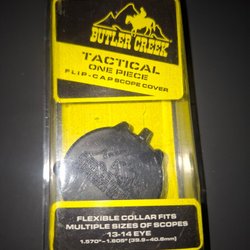 BUTLER CREEK
TACTICAL
ONE PIECE
FLIP-CAP SCOPE COVER
FLEXIBLE COLLAR FITS
MULTIPLE SIZES OF SCOPES
13-14 EYE
1.570"-1.605" (39.9-40.8mm)